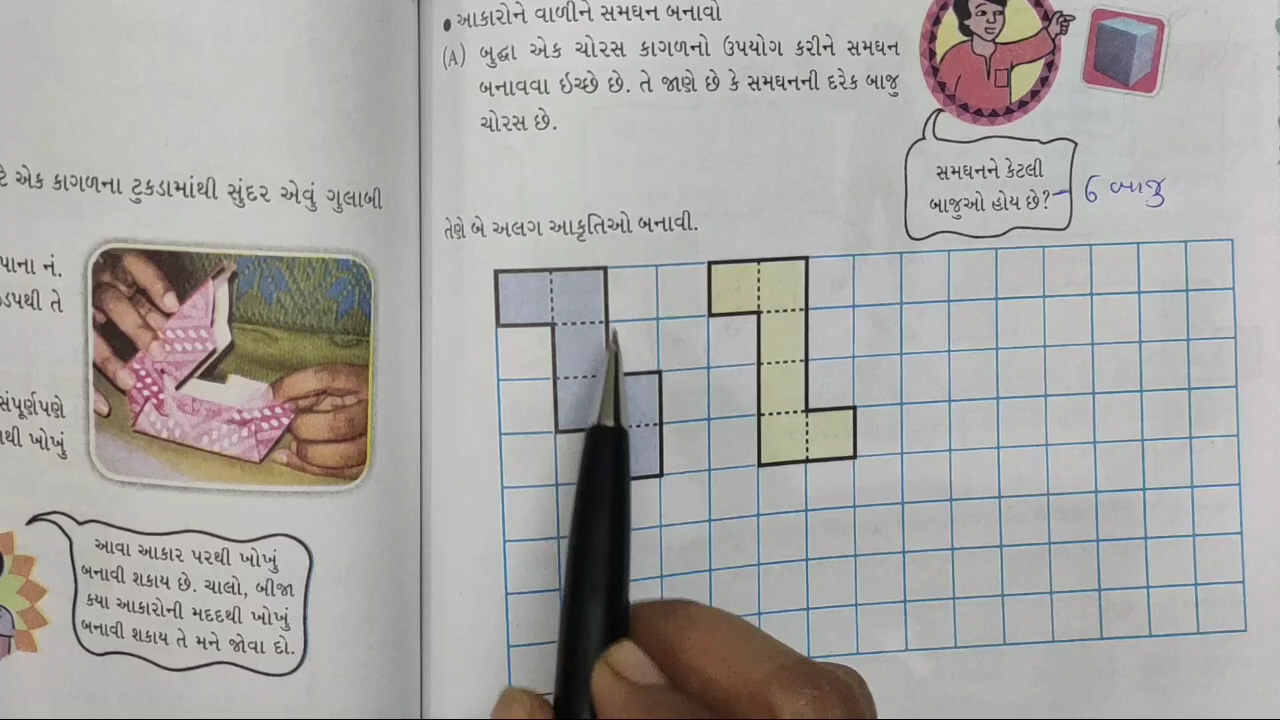 એક કાગળના ટુકડામાંથી સુંદર એવું ગુલાબી
પાના નં.
તે
સંપૂર્ણપણે
ખોખું
આવા આકાર પરથી ખોખું
બનાવી શકાય છે. ચાલો, બીજા
કયા આકારોની મદદથી ખોખું
બનાવી શકાય તે મને જોવા દો.
• આકારોને વાળીને સમઘન બનાવો
(A) બુદ્ધા એક ચોરસ કાગળનો ઉપયોગ કરીને સમઘન
બનાવવા ઇચ્છે છે. તે જાણે છે કે સમઘનની દરેક બાજુ
ચોરસ છે.
સમઘનને કેટલી
બાજુઓ હોય છે? - 6 બાજુ
તેણે બે અલગ આકૃતિઓ બનાવી.